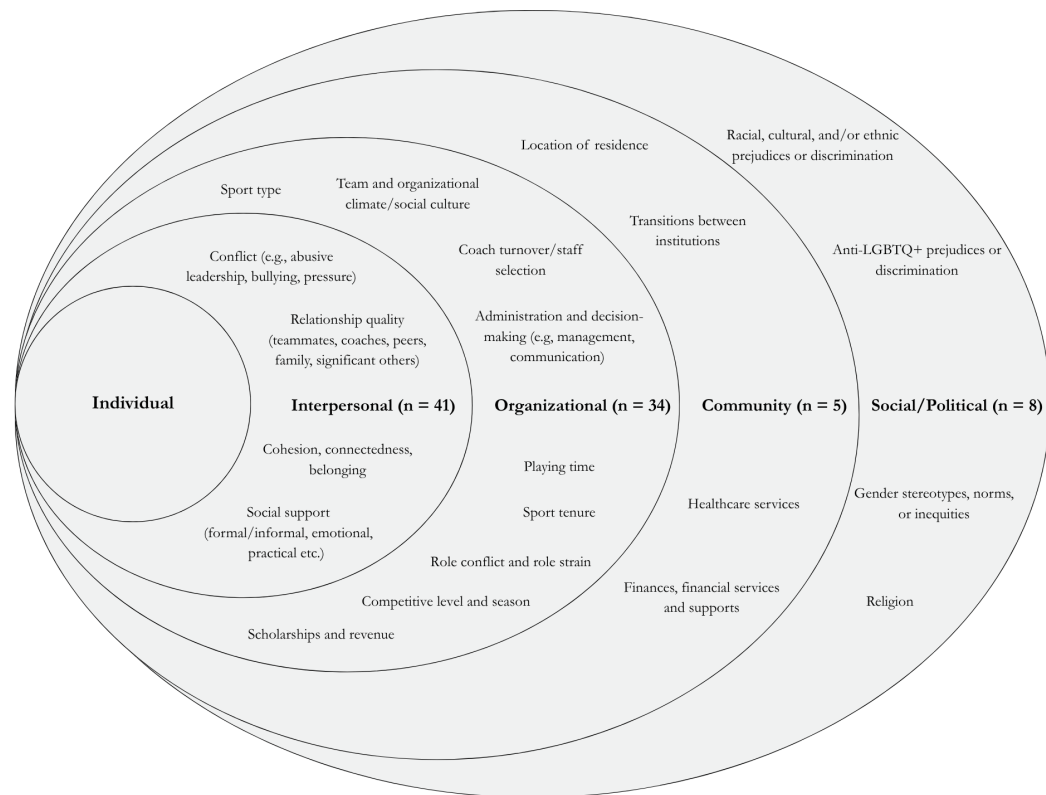 Individual
Conflict (e.g., abusive
leadership, bullying, pressure)
Relationship quality
(teammates, coaches, peers,
family, significant others)
Interpersonal (n = 41)
Cohesion, connectedness,
belonging
Social support
(formal/informal, emotional,
practical etc.)
Sport type
Team and organizational
climate/social culture
Coach turnover/staff
selection
Administration and decision-
making (e.g, management,
communication)
Organizational (n = 34)
Playing time
Sport tenure
Role conflict and role strain
Competitive level and season
Scholarships and revenue
Location of residence
Transitions between
institutions
Community (n = 5)
Healthcare services
Finances, financial services
and supports
Racial, cultural, and/or ethnic
prejudices or discrimination
Anti-LGBTQ+ prejudices or
discrimination
Social/Political (n = 8)
Gender stereotypes, norms,
or inequities
Religion